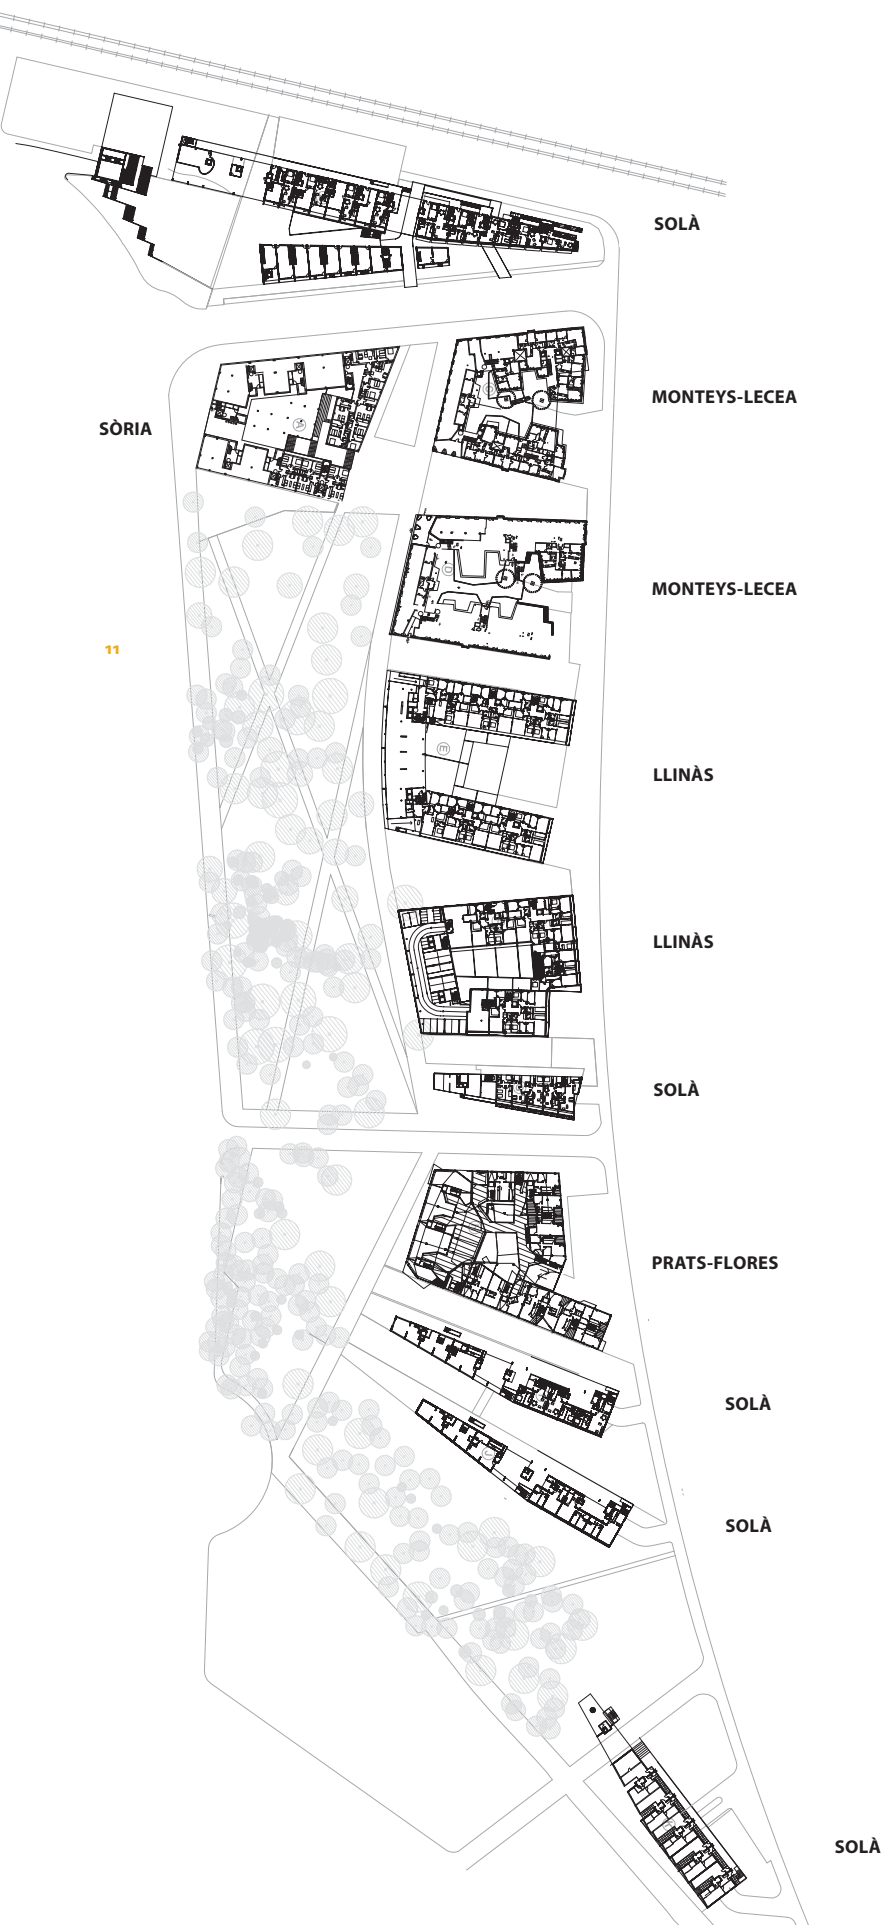 SOLÀ
MONTEYS-LECEA
SÒRIA
MONTEYS-LECEA
11
LLINÀS
E
LLINÀS
SOLÀ
PRATS-FLORES
SOLÀ
SOLÀ
SOLÀ